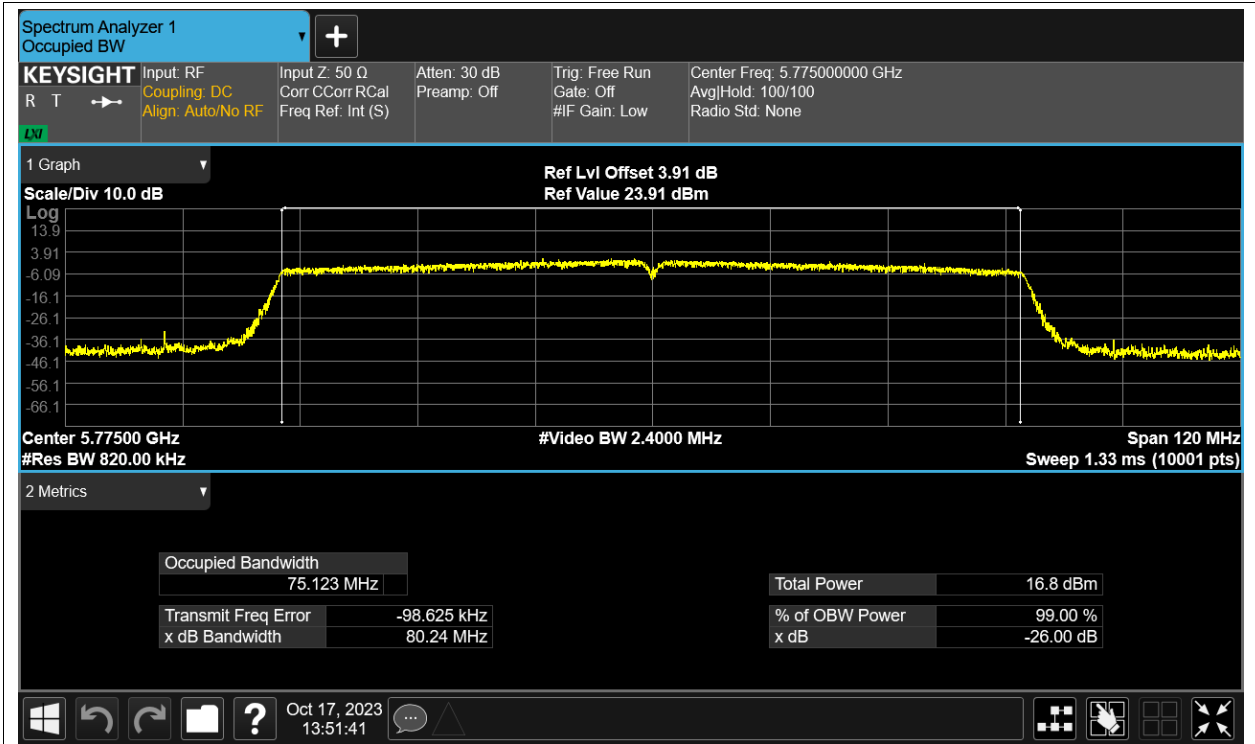 Spectrum Analyzer 1
Occupied BW
KEYSIGHT
R T
LXI
Input: RF
Coupling: DC
Align: Auto/No RF
Input Z: 50 Ω
Corr CCorr RCal
Freq Ref: Int (S)
Atten: 30 dB
Preamp: Off
Trig: Free Run
Gate: Off
#IF Gain: Low
Center Freq: 5.775000000 GHz
Avg|Hold: 100/100
Radio Std: None
1 Graph
Scale/Div 10.0 dB
Ref Lvl Offset 3.91 dB
Ref Value 23.91 dBm
Log
13.9
3.91
-6.09
-16.1
-26.1
-36.1
-46.1
-56.1
-66.1
Center 5.77500 GHz
#Res BW 820.00 kHz
#Video BW 2.4000 MHz
Span 120 MHz
Sweep 1.33 ms (10001 pts)
2 Metrics
Occupied Bandwidth
75.123 MHz
Transmit Freq Error -98.625 kHz
x dB Bandwidth 80.24 MHz
Total Power 16.8 dBm
% of OBW Power 99.00 %
x dB -26.00 dB
?
Oct 17, 2023
13:51:41